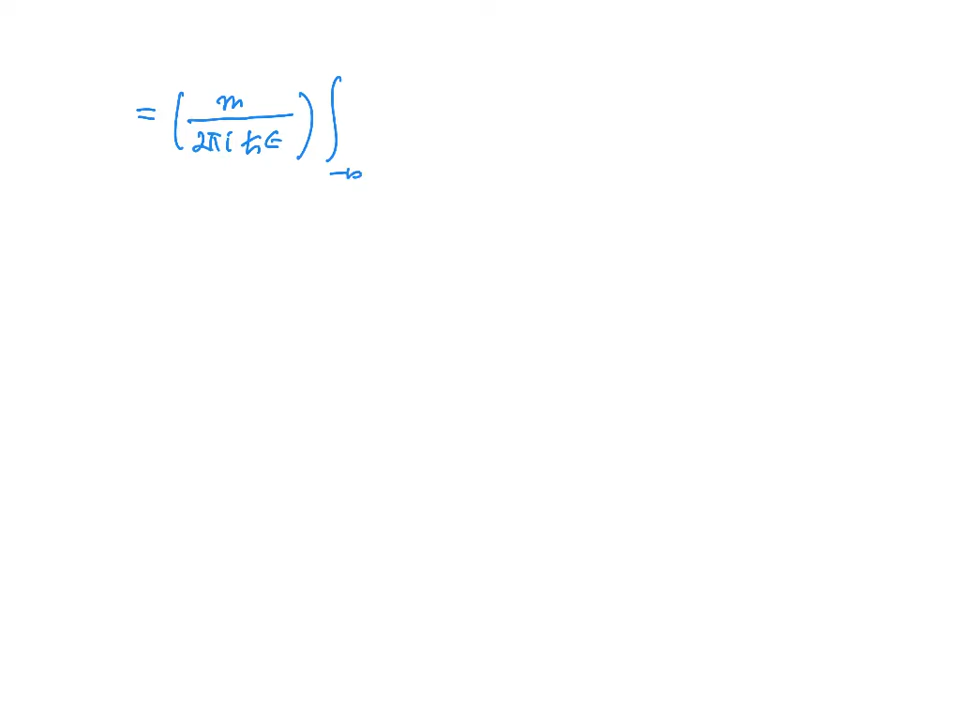 = ( m / 2πiℏε ) ∫_{-∞}